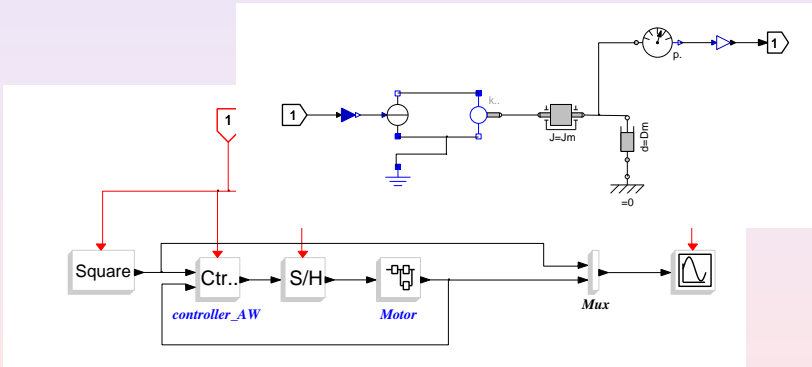 1
p.
k..
1
1
J=Jm
d=Dm
=0
Square
Ctr..
S/H
controller_AW
Motor
Mux